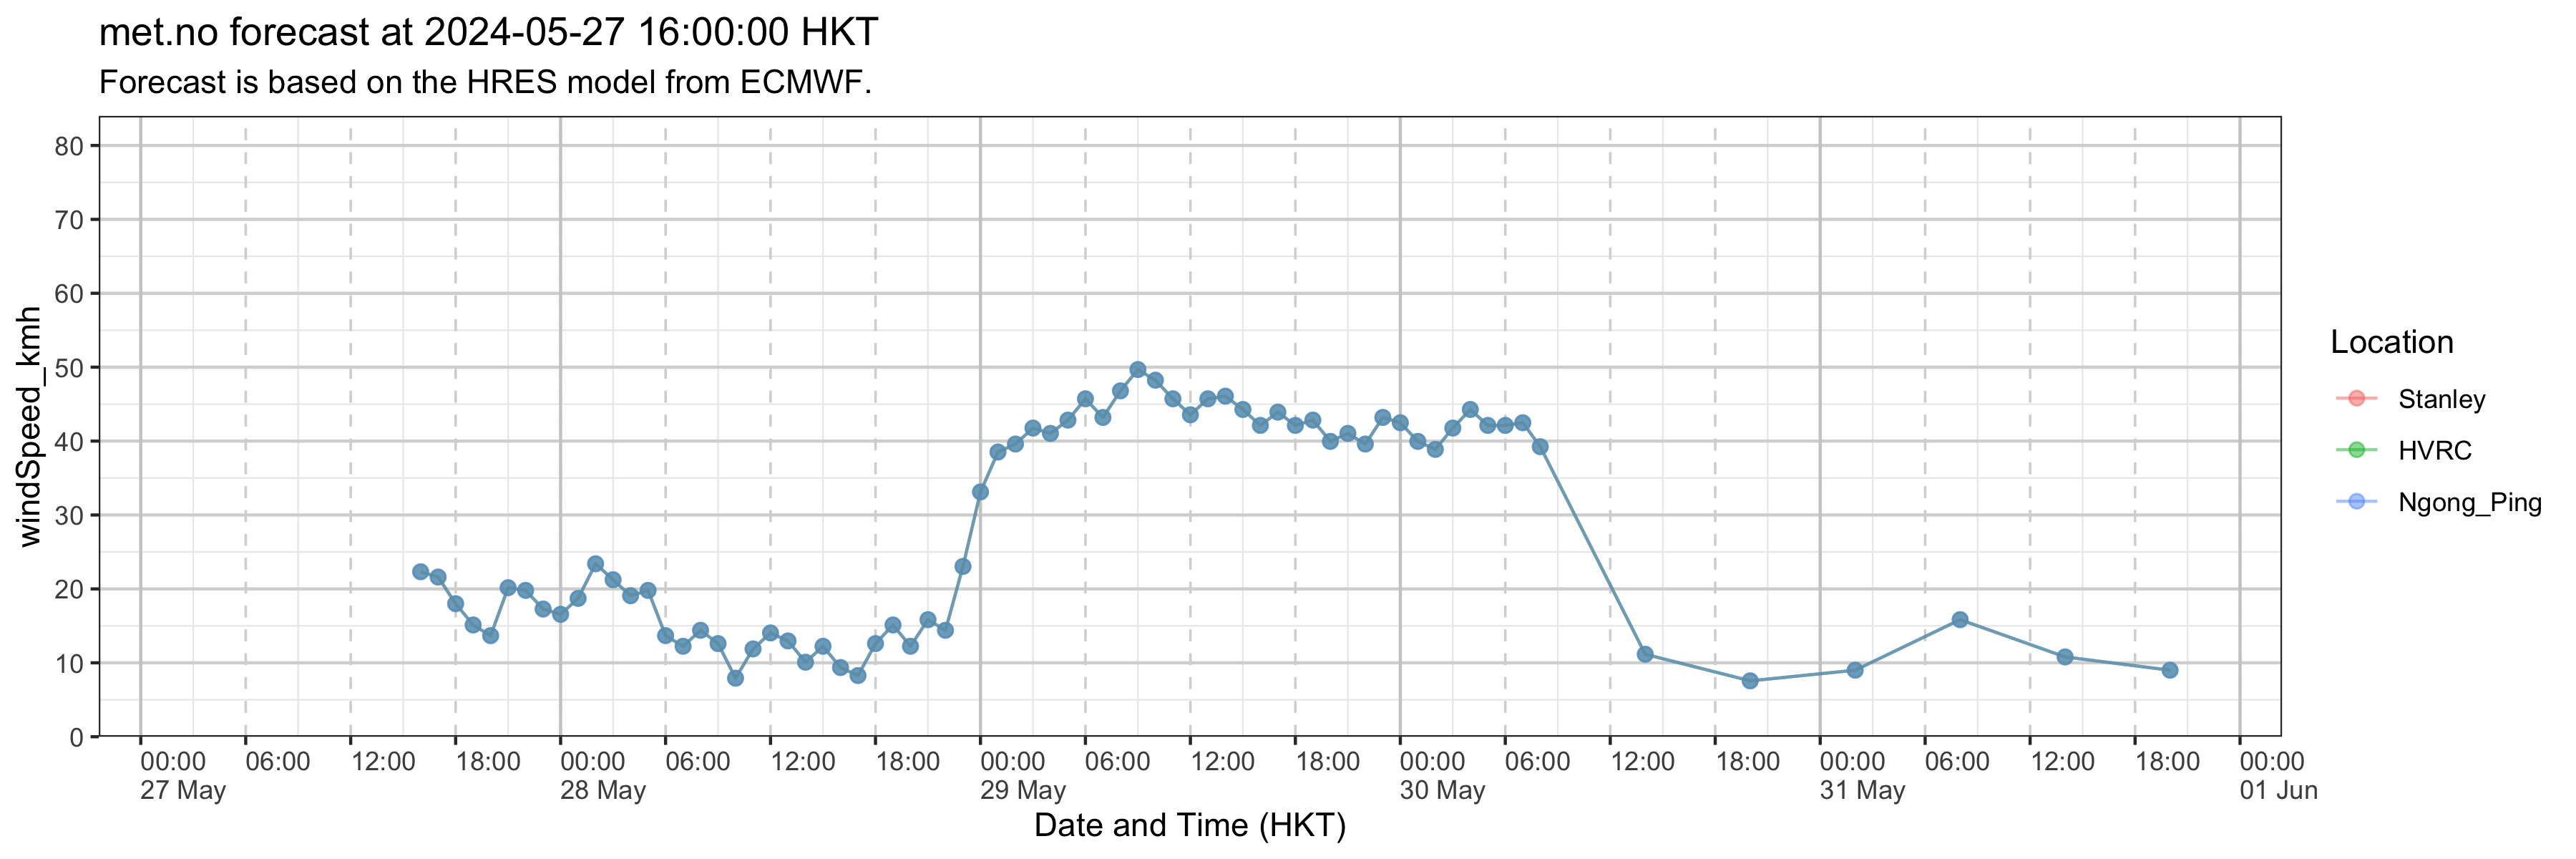 met.no forecast at 2024-05-27 16:00:00 HKT
Forecast is based on the HRES model from ECMWF.
80
70
60
50
40
30
20
10
0
windSpeed_kmh
00:00 06:00 12:00 18:00 00:00 06:00 12:00 18:00 00:00 06:00 12:00 18:00 00:00 06:00 12:00 18:00 00:00 06:00 12:00 18:00 00:00
27 May 28 May 29 May 30 May 31 May 01 Jun
Date and Time (HKT)
Location
Stanley
HVRC
Ngong_Ping